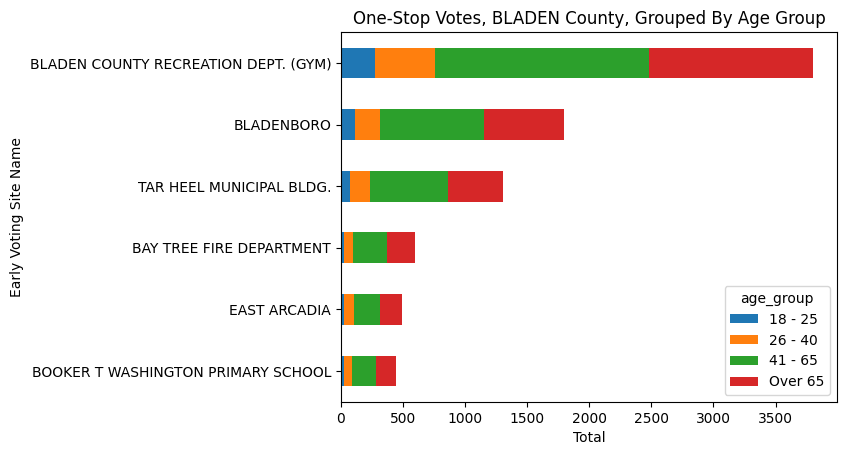 One-Stop Votes, BLADEN County, Grouped By Age Group
Early Voting Site Name
BLADEN COUNTY RECREATION DEPT. (GYM)
BLADENBORO
TAR HEEL MUNICIPAL BLDG.
BAY TREE FIRE DEPARTMENT
EAST ARCADIA
BOOKER T WASHINGTON PRIMARY SCHOOL
age_group
18 - 25
26 - 40
41 - 65
Over 65
0 500 1000 1500 2000 2500 3000 3500
Total